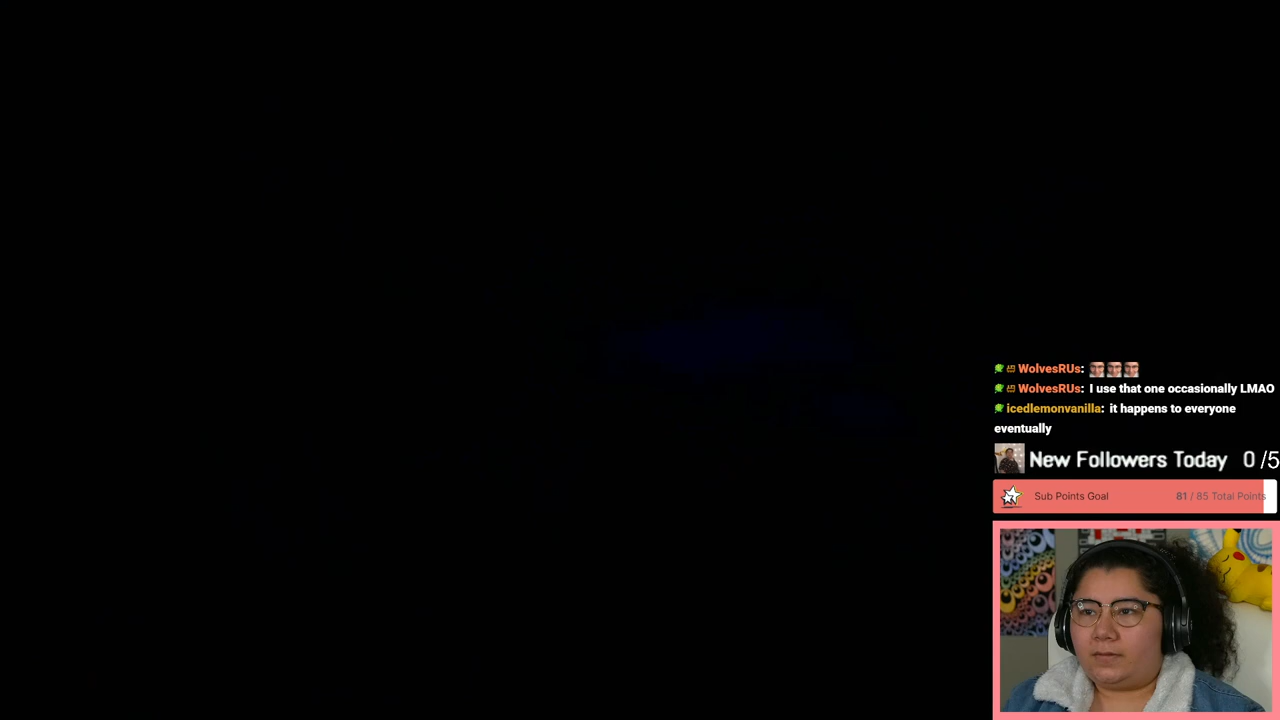 WolvesRUs:
WolvesRUs: I use that one occasionally LMAO
icedlemonvanilla: it happens to everyone
eventually
New Followers Today 0 /5
Sub Points Goal 81 / 85 Total Points